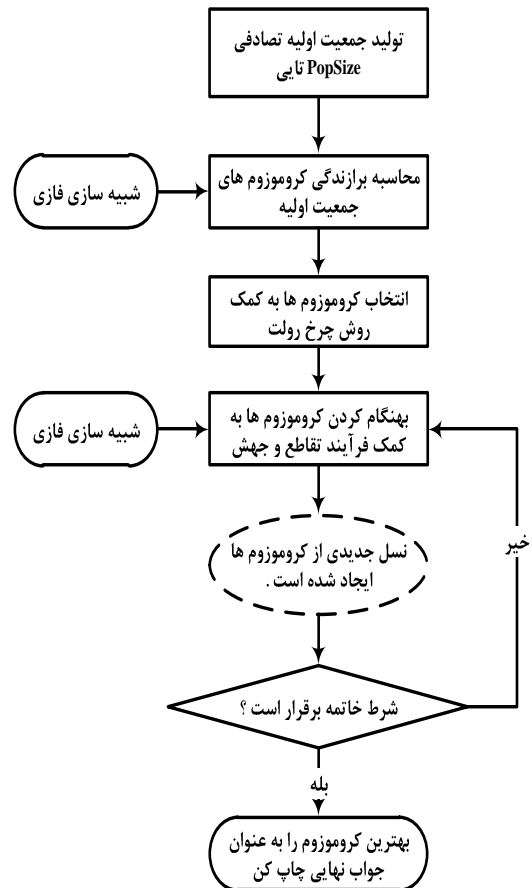 تولید جمعیت اولیه تصادفی
PopSize تایی
محاسبه برازندگی کروموزوم های
جمعیت اولیه
شبیه سازی فازی
انتخاب کروموزوم ها به کمک
روش چرخ رولت
بهنگام کردن کروموزوم ها به
کمک فرآیند تقاطع و جهش
شبیه سازی فازی
نسل جدیدی از کروموزوم ها
ایجاد شده است .
خیر
شرط خاتمه برقرار است ؟
بله
بهترین کروموزوم را به عنوان
جواب نهایی چاپ کن